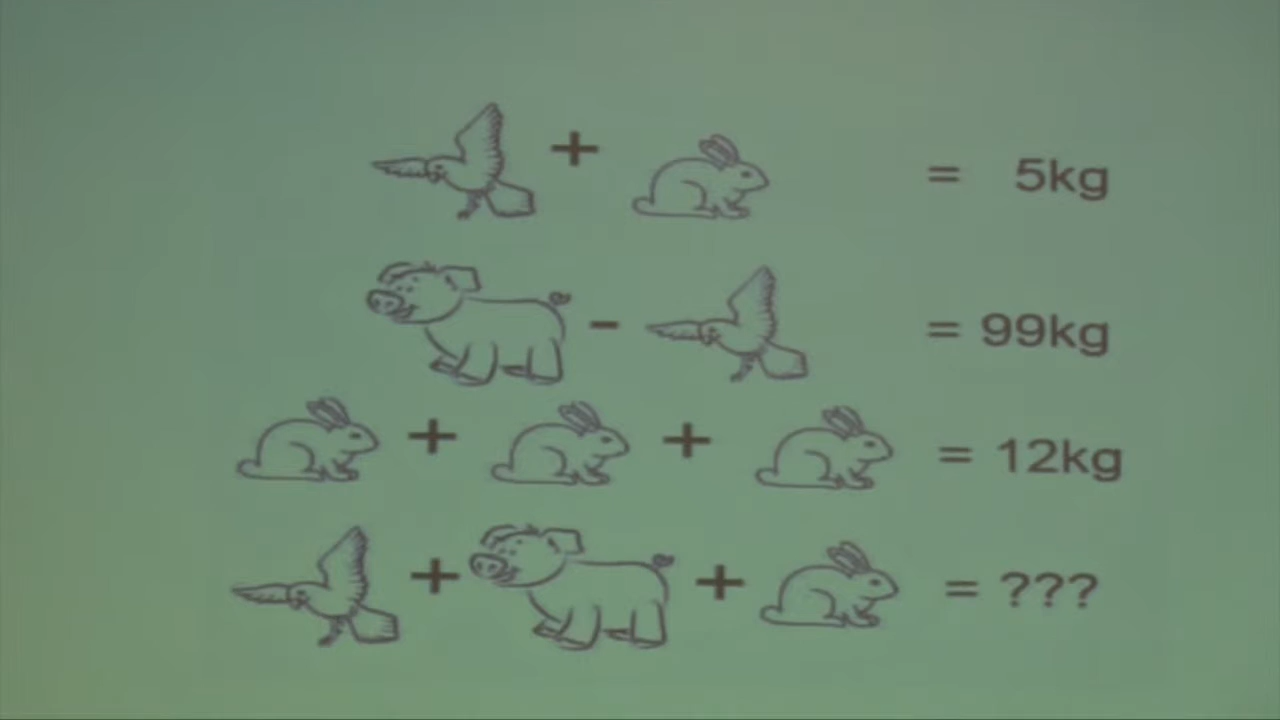 + = 5kg
- = 99kg
+ + = 12kg
+ + = ???